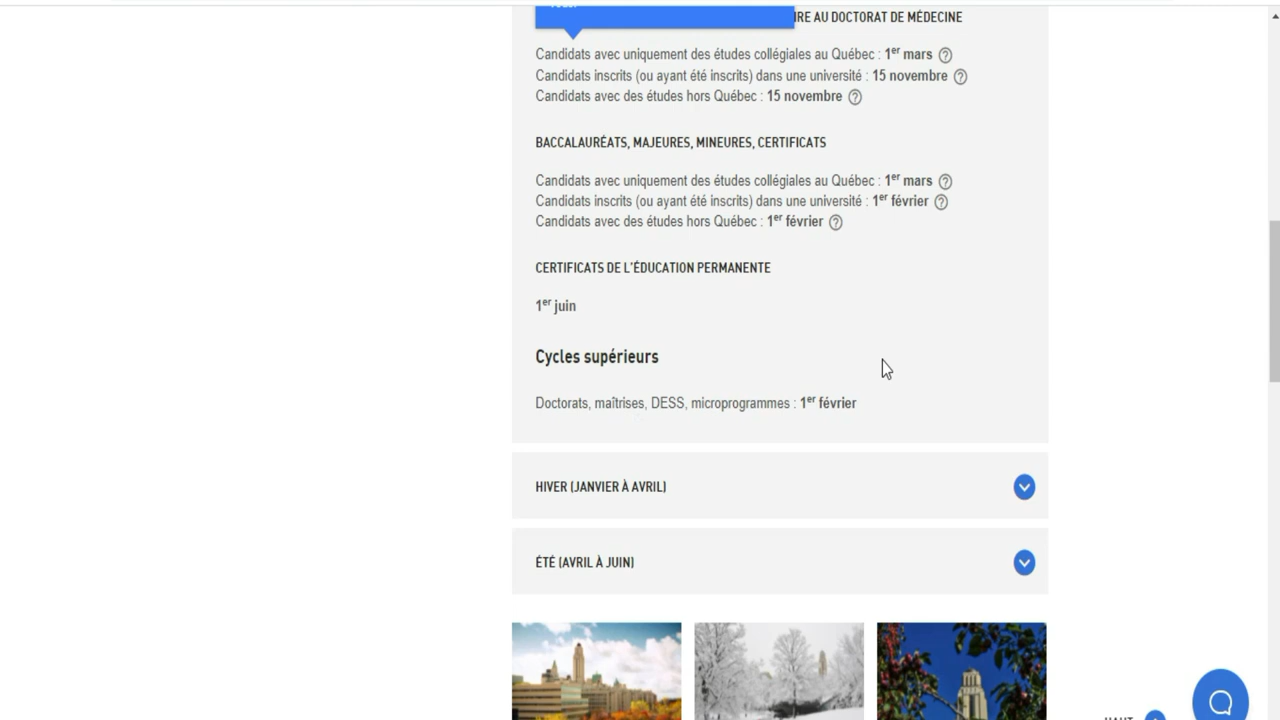 IRE AU DOCTORAT DE MÉDECINE
Candidats avec uniquement des études collégiales au Québec : 1er mars
Candidats inscrits (ou ayant été inscrits) dans une université : 15 novembre
Candidats avec des études hors Québec : 15 novembre
BACCALAURÉATS, MAJEURES, MINEURES, CERTIFICATS
Candidats avec uniquement des études collégiales au Québec : 1er mars
Candidats inscrits (ou ayant été inscrits) dans une université : 1er février
Candidats avec des études hors Québec : 1er février
CERTIFICATS DE L'ÉDUCATION PERMANENTE
1er juin
Cycles supérieurs
Doctorats, maîtrises, DESS, microprogrammes : 1er février
HIVER (JANVIER À AVRIL)
ÉTÉ (AVRIL À JUIN)
HAUT